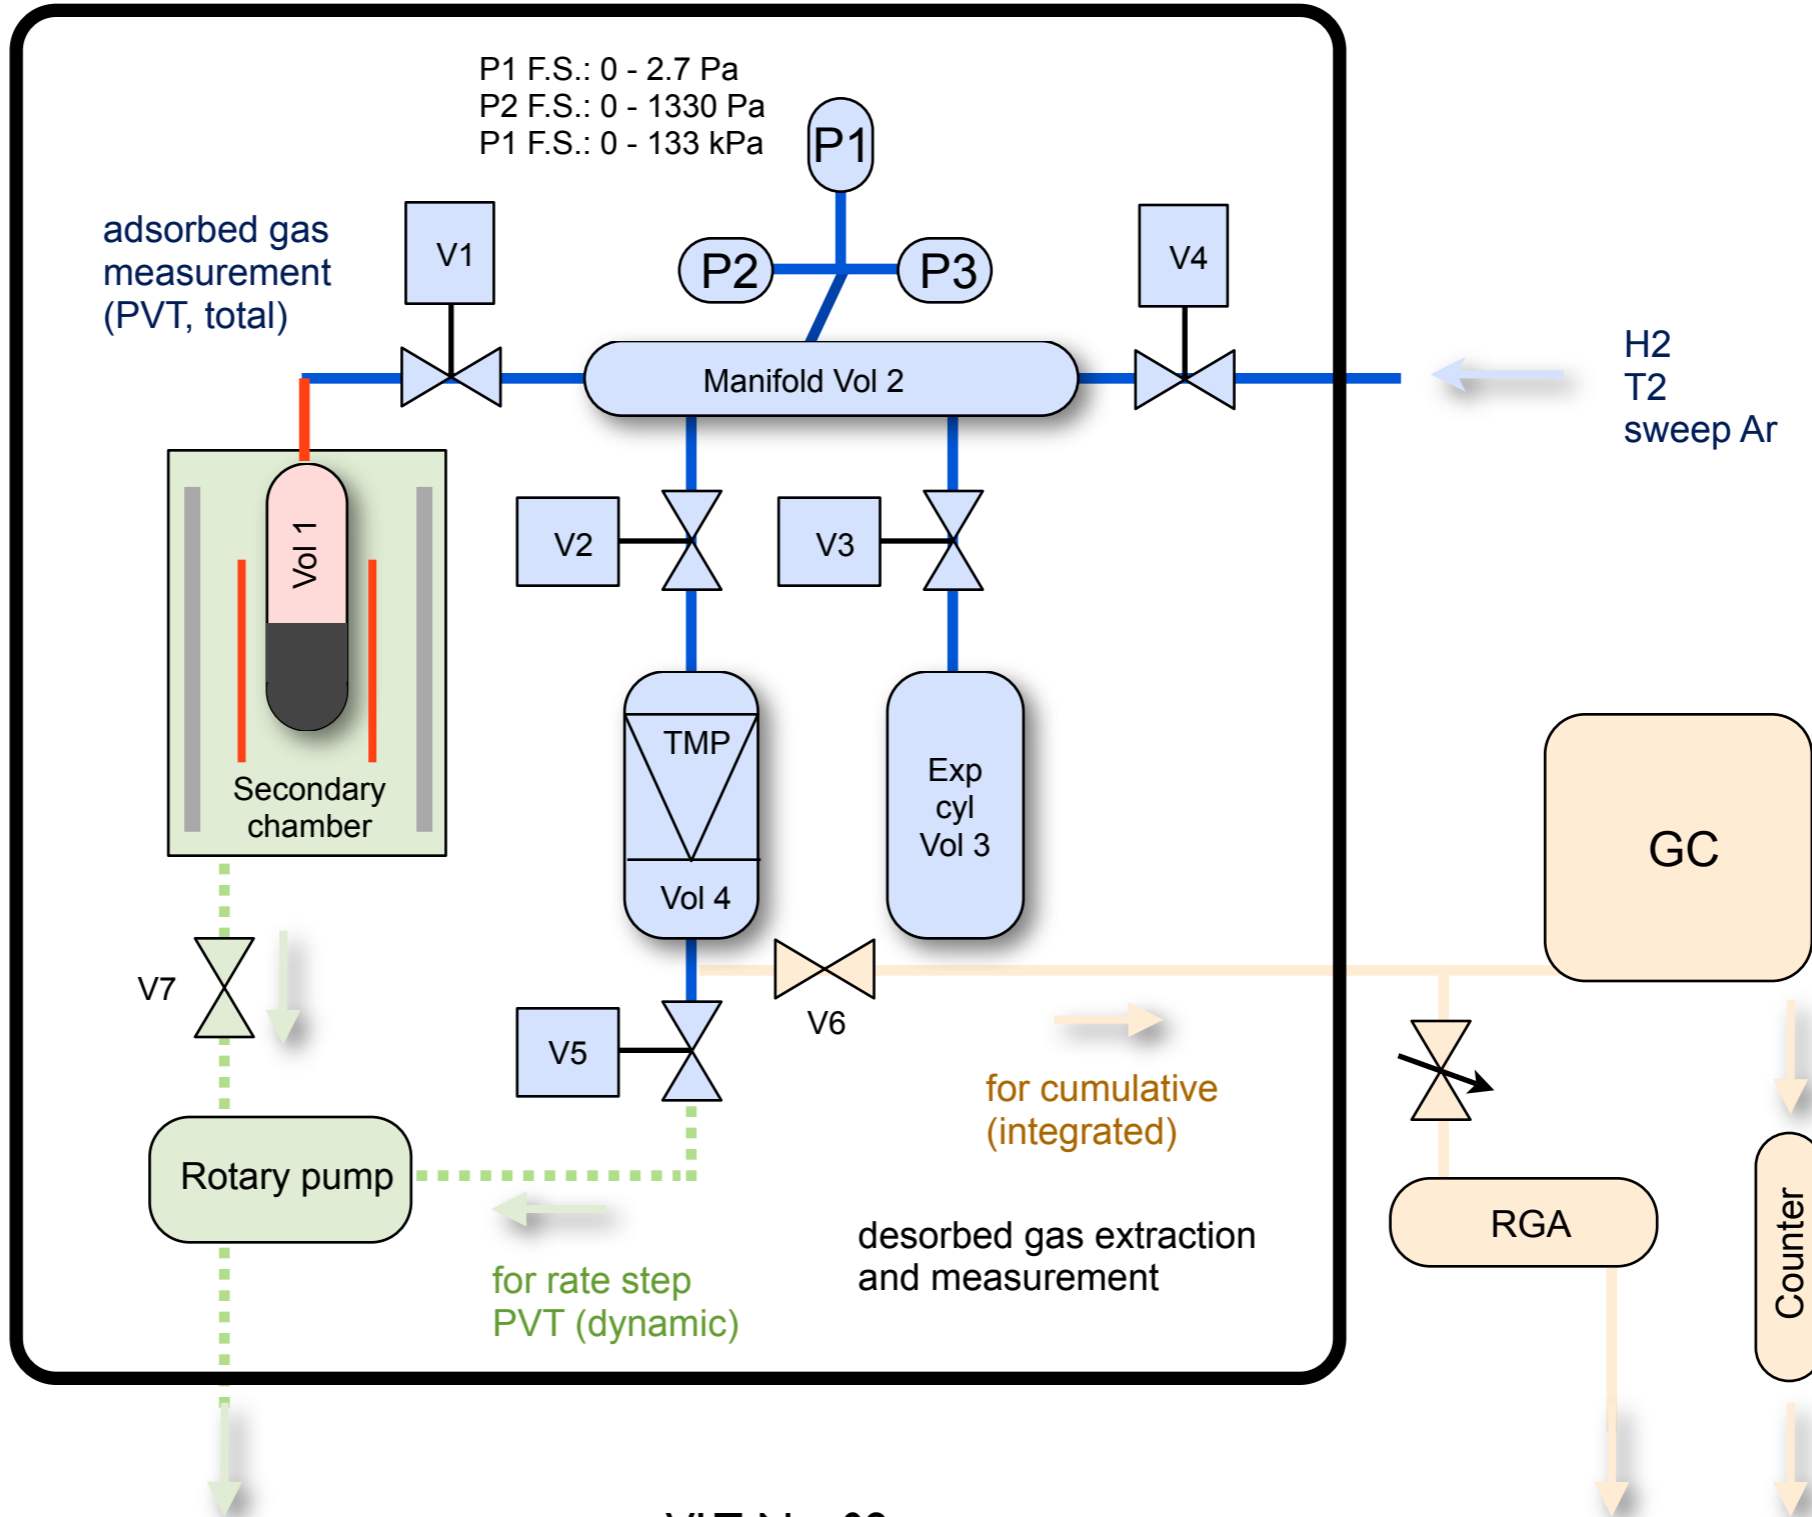 P1 F.S.: 0 - 2.7 Pa
P2 F.S.: 0 - 1330 Pa
P1 F.S.: 0 - 133 kPa
P1
adsorbed gas
measurement
(PVT, total)
V1
P2
P3
V4
Manifold Vol 2
H2
T2
sweep Ar
Vol 1
V2
V3
Secondary
chamber
TMP
Vol 4
Exp
cyl
Vol 3
GC
V7
V6
V5
for cumulative
(integrated)
Rotary pump
RGA
Counter
desorbed gas extraction
and measurement
for rate step
PVT (dynamic)